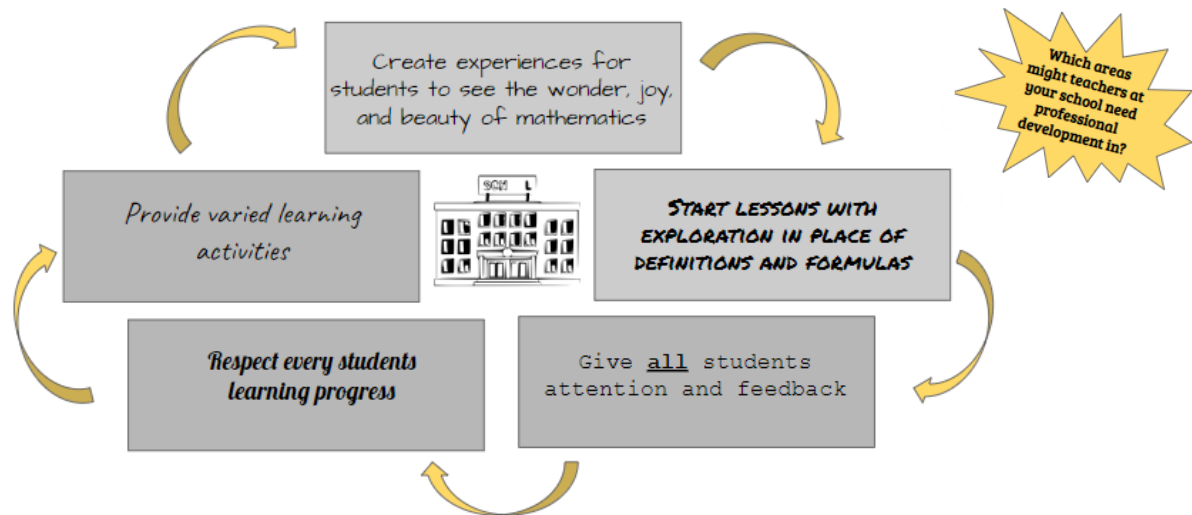 Create experiences for
students to see the wonder, joy,
and beauty of mathematics
Which areas
might teachers at
your school need
professional
development in?
Provide varied learning
activities
SCH L
START LESSONS WITH
EXPLORATION IN PLACE OF
DEFINITIONS AND FORMULAS
Respect every students
learning progress
Give all students
attention and feedback